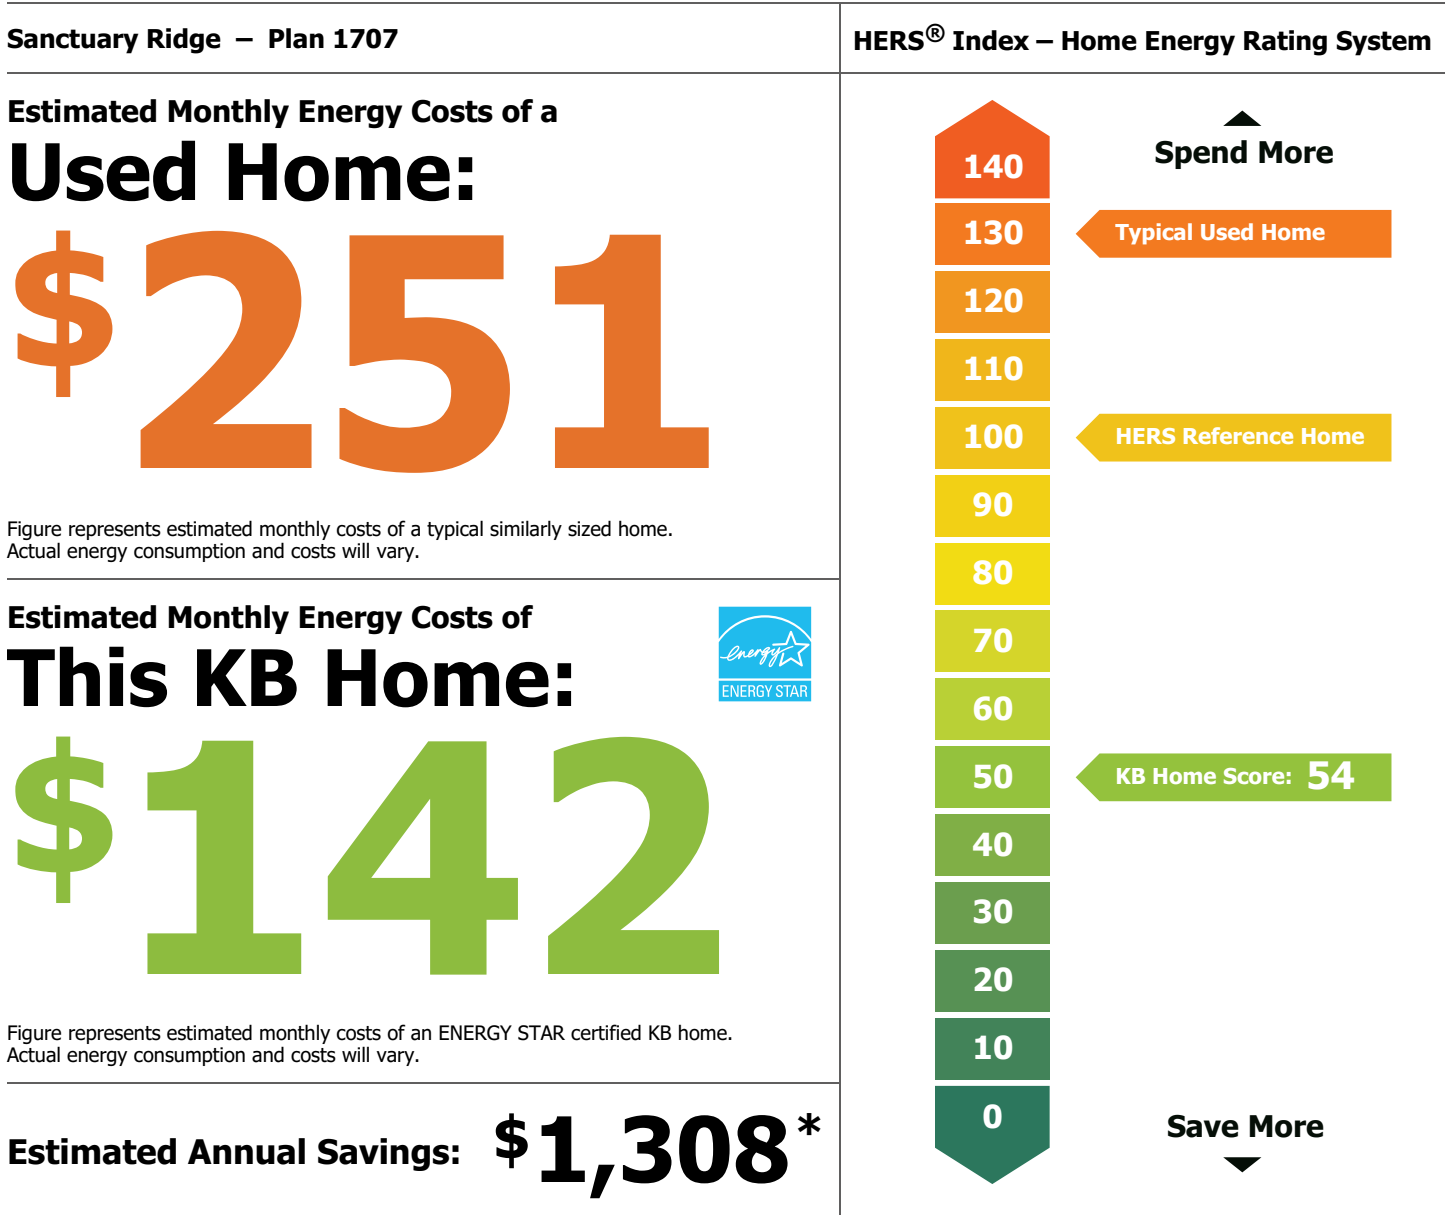 Sanctuary Ridge – Plan 1707
Estimated Monthly Energy Costs of a
Used Home:
$251
Figure represents estimated monthly costs of a typical similarly sized home.
Actual energy consumption and costs will vary.
Estimated Monthly Energy Costs of
This KB Home:
energy
ENERGY STAR
$142
Figure represents estimated monthly costs of an ENERGY STAR certified KB home.
Actual energy consumption and costs will vary.
Estimated Annual Savings: $1,308*
HERS® Index – Home Energy Rating System
Spend More
140
130 Typical Used Home
120
110
100 HERS Reference Home
90
80
70
60
50 KB Home Score: 54
40
30
20
10
0
Save More